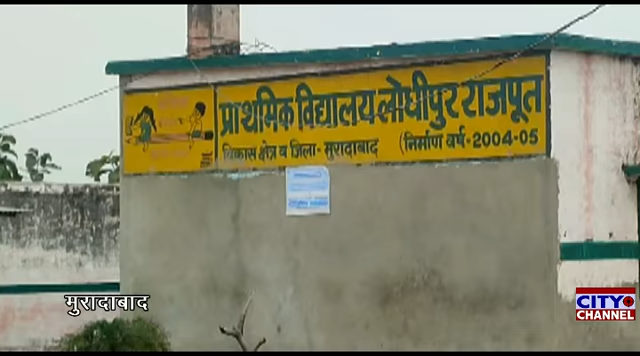 प्राथमिक विद्यालय लोधीपुर राजपूत
विकास क्षेत्र व जिला- मुरादाबाद (निर्माण वर्ष-2004-05
मुरादाबाद
CITY
CHANNEL